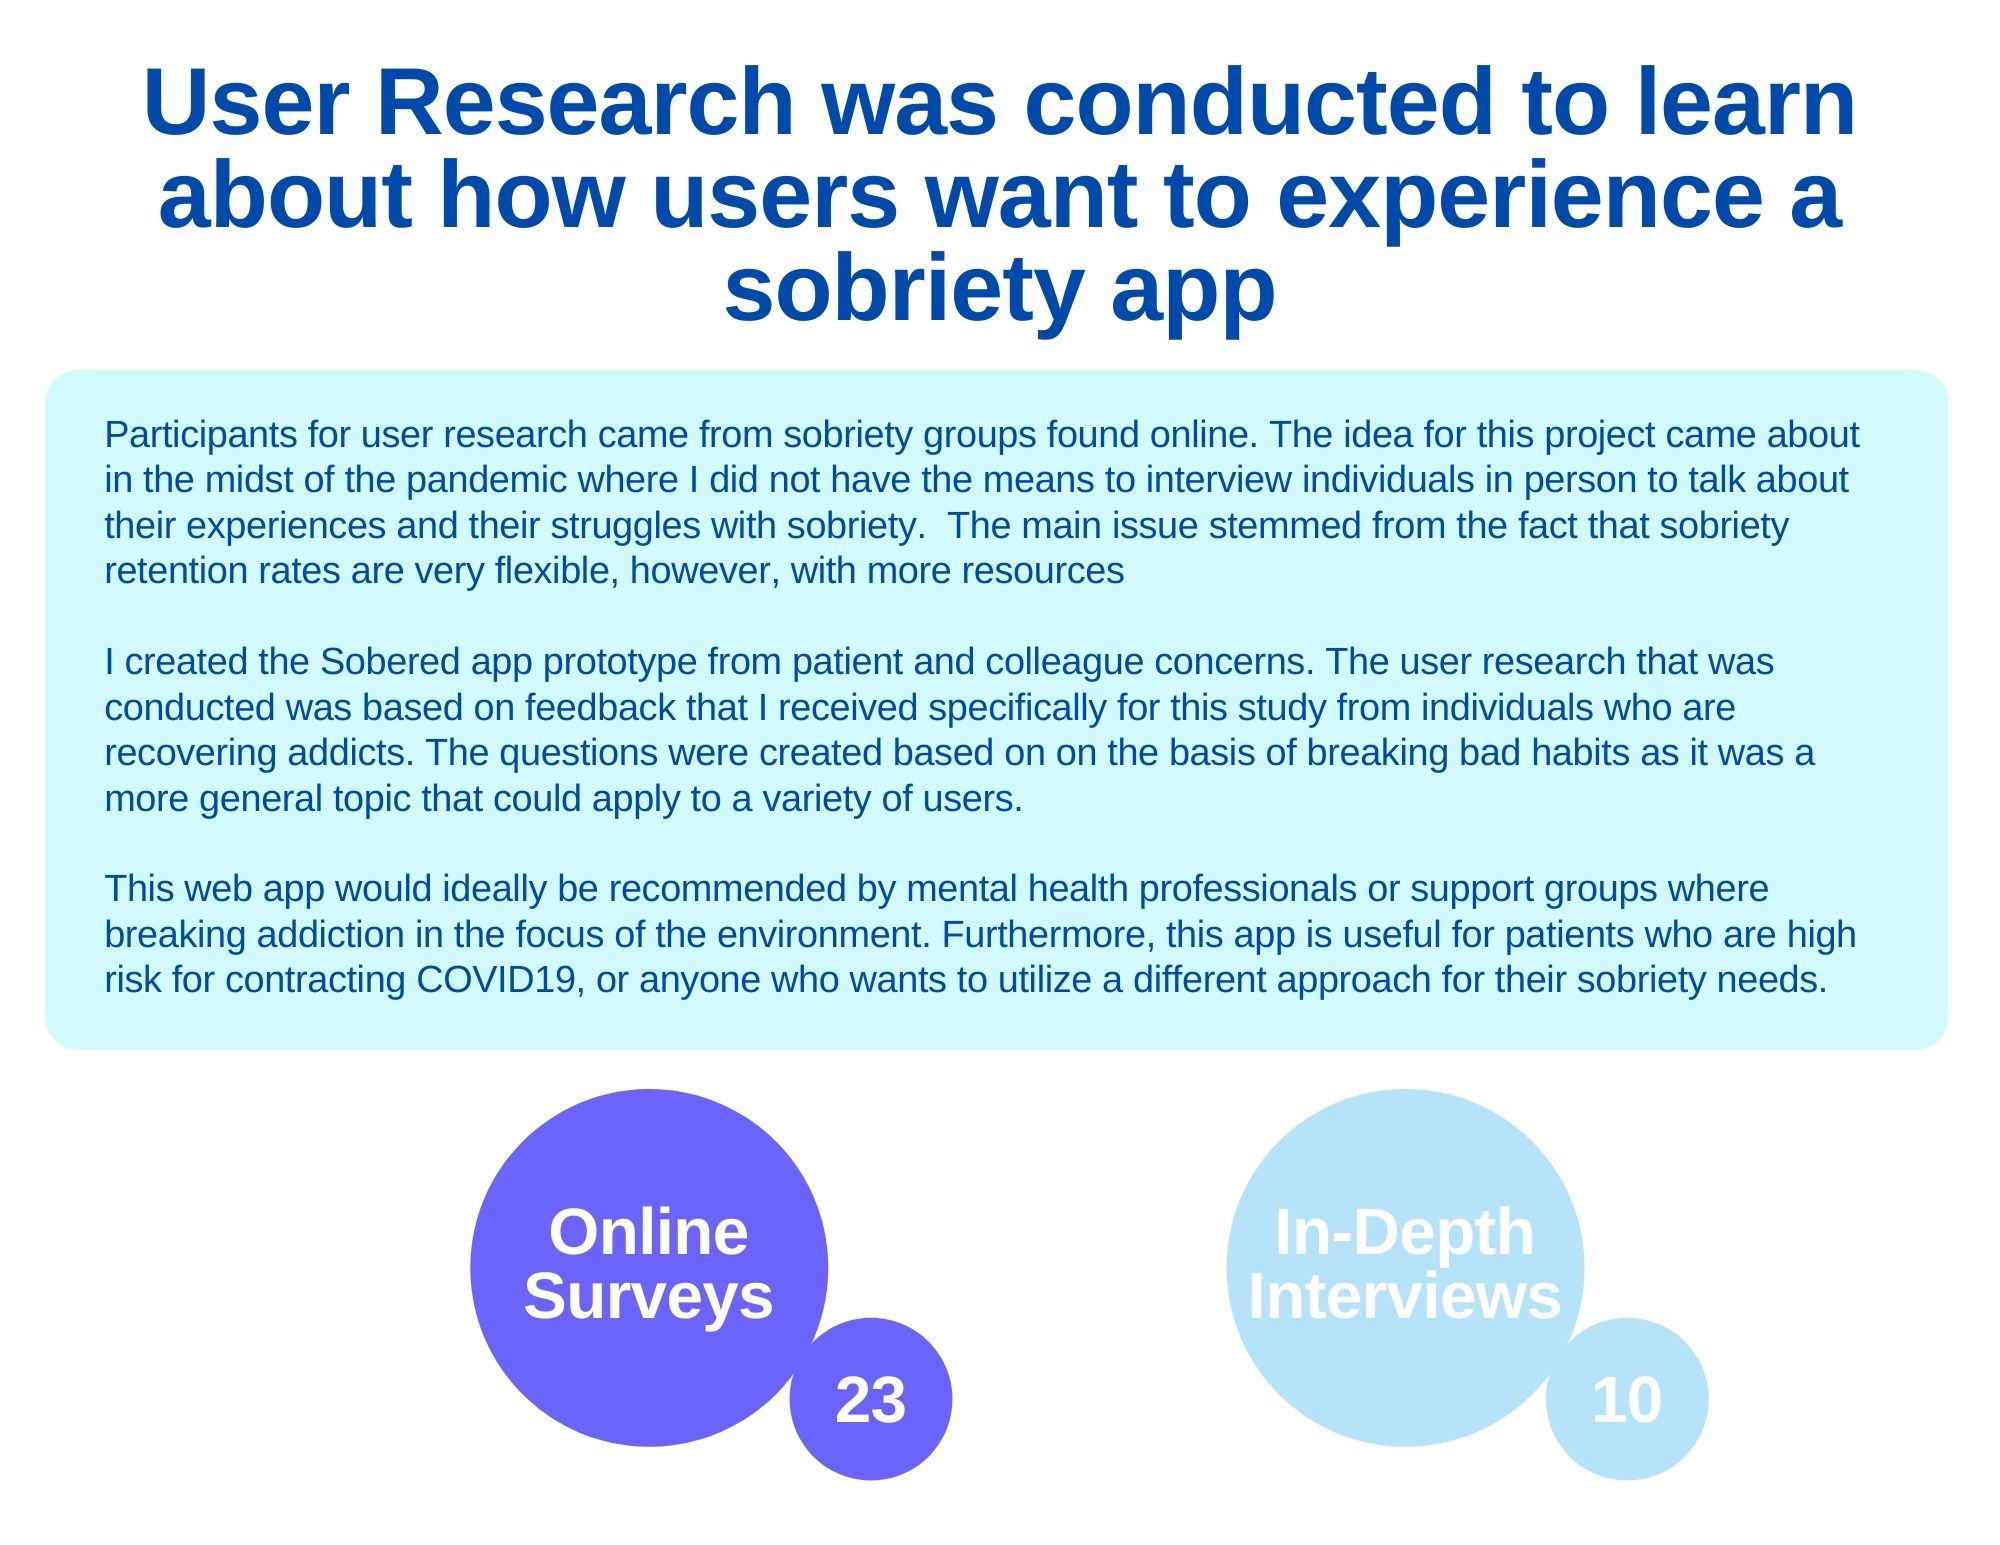 User Research was conducted to learn
about how users want to experience a
sobriety app
Participants for user research came from sobriety groups found online. The idea for this project came about
in the midst of the pandemic where I did not have the means to interview individuals in person to talk about
their experiences and their struggles with sobriety.  The main issue stemmed from the fact that sobriety
retention rates are very flexible, however, with more resources
I created the Sobered app prototype from patient and colleague concerns. The user research that was
conducted was based on feedback that I received specifically for this study from individuals who are
recovering addicts. The questions were created based on on the basis of breaking bad habits as it was a
more general topic that could apply to a variety of users.
This web app would ideally be recommended by mental health professionals or support groups where
breaking addiction in the focus of the environment. Furthermore, this app is useful for patients who are high
risk for contracting COVID19, or anyone who wants to utilize a different approach for their sobriety needs.
Online
Surveys
23
In-Depth
Interviews
10